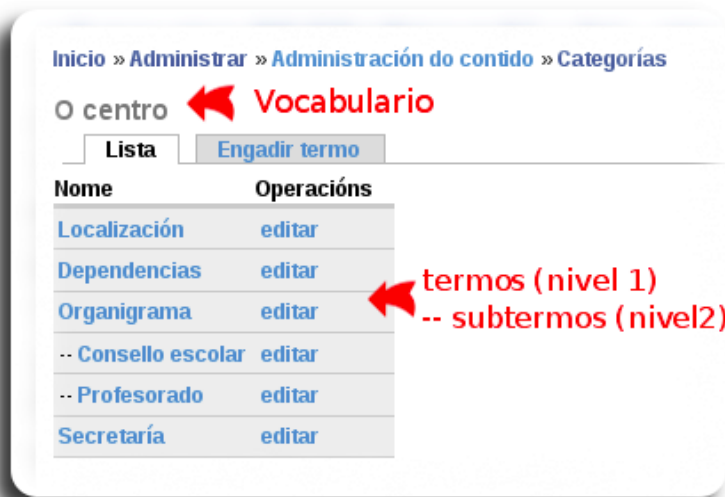 Inicio » Administrar » Administración do contido » Categorías
O centro Vocabulario
Lista Engadir termo
Nome Operacións
Localización editar
Dependencias editar
Organigrama editar
-- Consello escolar editar
-- Profesorado editar
Secretaría editar
termos (nivel 1)
-- subtermos (nivel2)